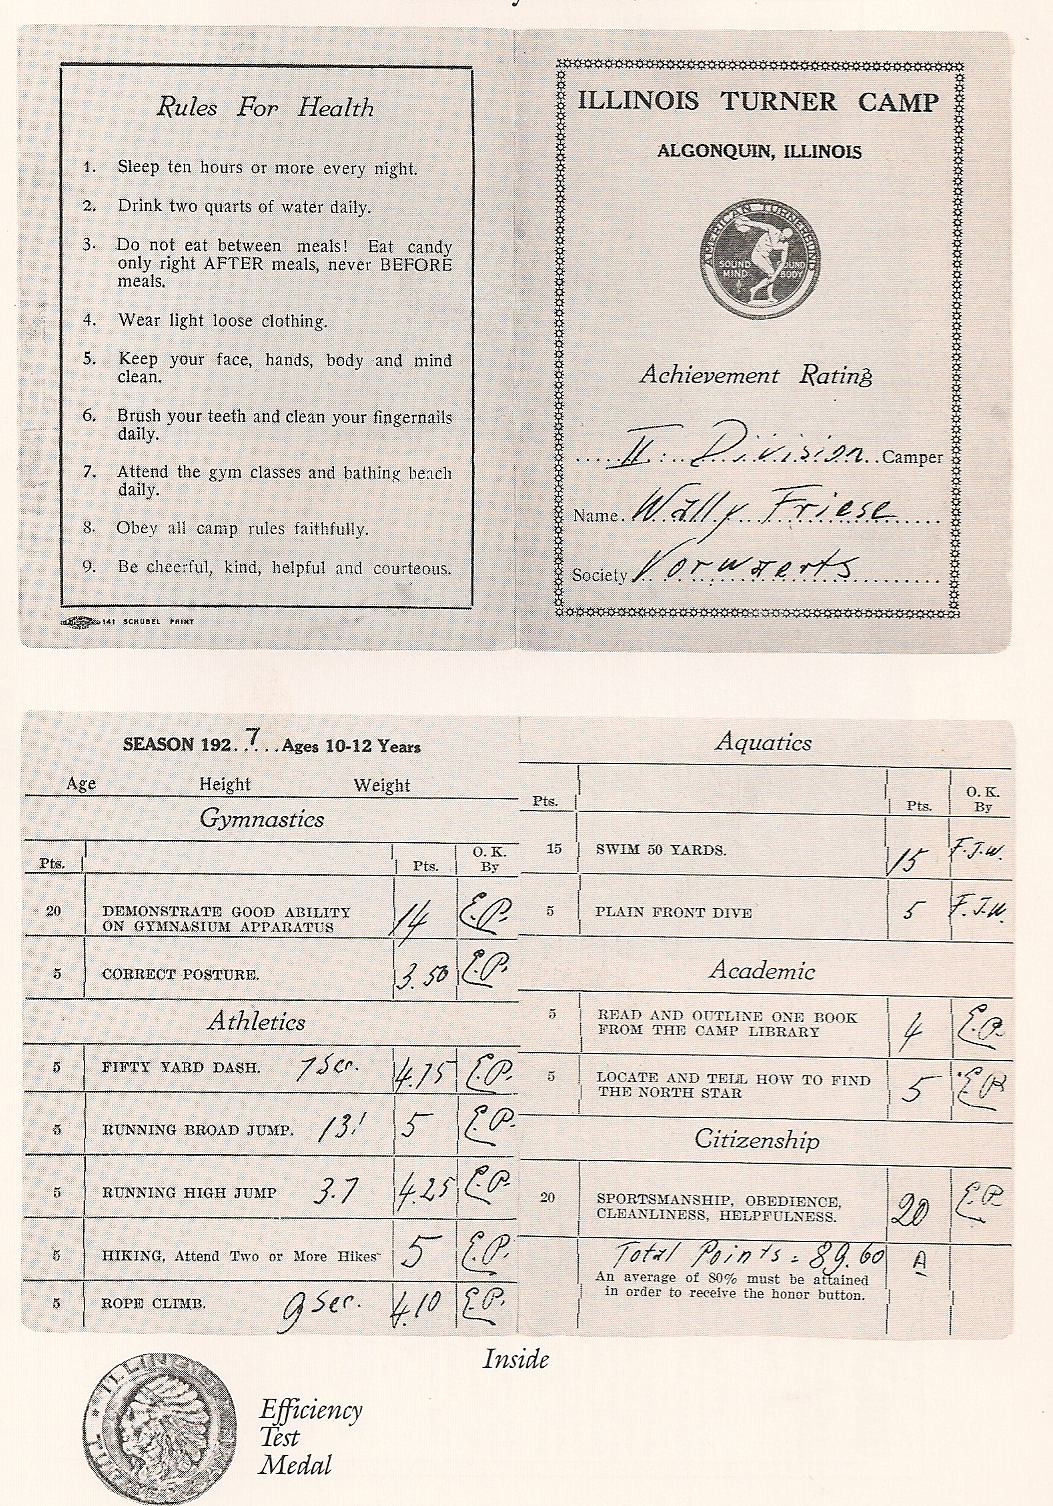 Rules For Health
1. Sleep ten hours or more every night.
2. Drink two quarts of water daily.
3. Do not eat between meals! Eat candy
only right AFTER meals, never BEFORE
meals.
4. Wear light loose clothing.
5. Keep your face, hands, body and mind
clean.
6. Brush your teeth and clean your fingernails
daily.
7. Attend the gym classes and bathing beach
daily.
8. Obey all camp rules faithfully.
9. Be cheerful, kind, helpful and courteous.
141 SCHUBEL PRINT
ILLINOIS TURNER CAMP
ALGONQUIN, ILLINOIS
AMERICAN TURNERBUND
SOUND MIND
SOUND BODY
Achievement Rating
II Division Camper
Name. Wally Friese
Society Vorwaerts
SEASON 192 7 Ages 10-12 Years
Age Height Weight
Gymnastics
Pts. Pts. O. K. By
20 DEMONSTRATE GOOD ABILITY
ON GYMNASIUM APPARATUS 14 E.P.
5 CORRECT POSTURE. 3.50 E.P.
Athletics
5 FIFTY YARD DASH. 7 Sec. 4.75 E.P.
5 RUNNING BROAD JUMP. 13' 5 E.P.
5 RUNNING HIGH JUMP 3.7 4.25 E.P.
5 HIKING, Attend Two or More Hikes 5 E.P.
5 ROPE CLIMB. 9 Sec. 4.10 E.P.
Aquatics
Pts. Pts. O. K. By
15 SWIM 50 YARDS. 15 F.J.W.
5 PLAIN FRONT DIVE 5 F.J.W.
Academic
5 READ AND OUTLINE ONE BOOK
FROM THE CAMP LIBRARY 4 E.P.
5 LOCATE AND TELL HOW TO FIND
THE NORTH STAR 5 E.P.
Citizenship
20 SPORTSMANSHIP, OBEDIENCE,
CLEANLINESS, HELPFULNESS. 20 E.P.
Total Points = 89.60 A
An average of 80% must be attained
in order to receive the honor button.
Inside
ILLINOIS
Efficiency
Test
Medal